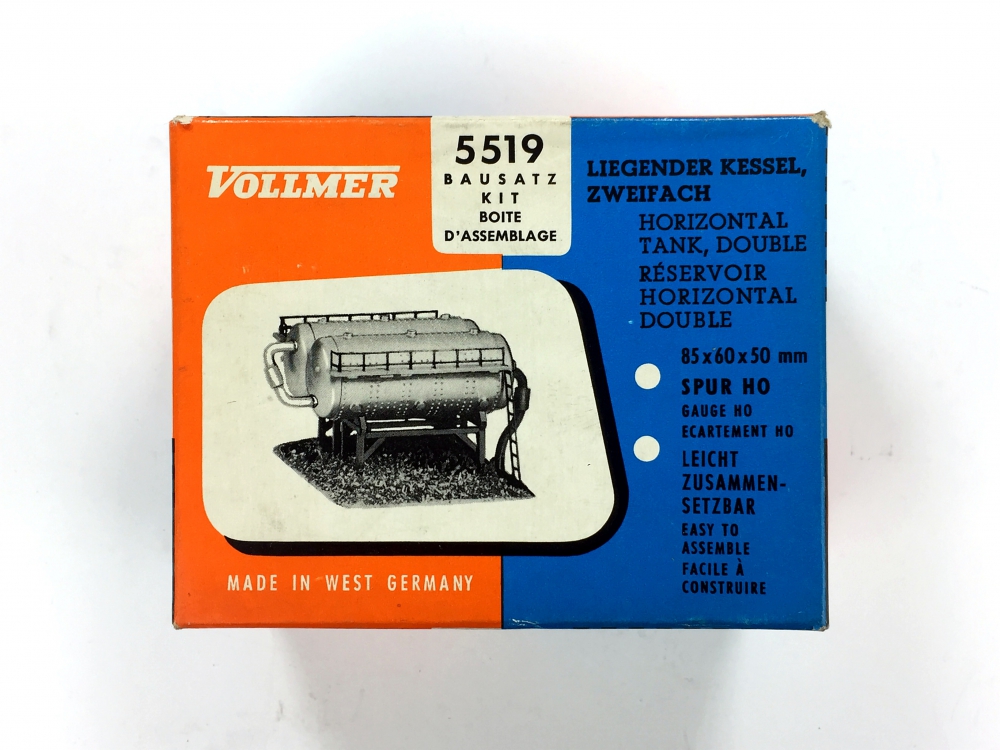 VOLLMER
5519
BAUSATZ
KIT
BOITE
D'ASSEMBLAGE
LIEGENDER KESSEL,
ZWEIFACH
HORIZONTAL
TANK, DOUBLE
RÉSERVOIR
HORIZONTAL
DOUBLE
85x60x50 mm
SPUR HO
GAUGE HO
ECARTEMENT HO
LEICHT
ZUSAMMEN-
SETZBAR
EASY TO
ASSEMBLE
FACILE À
CONSTRUIRE
MADE IN WEST GERMANY